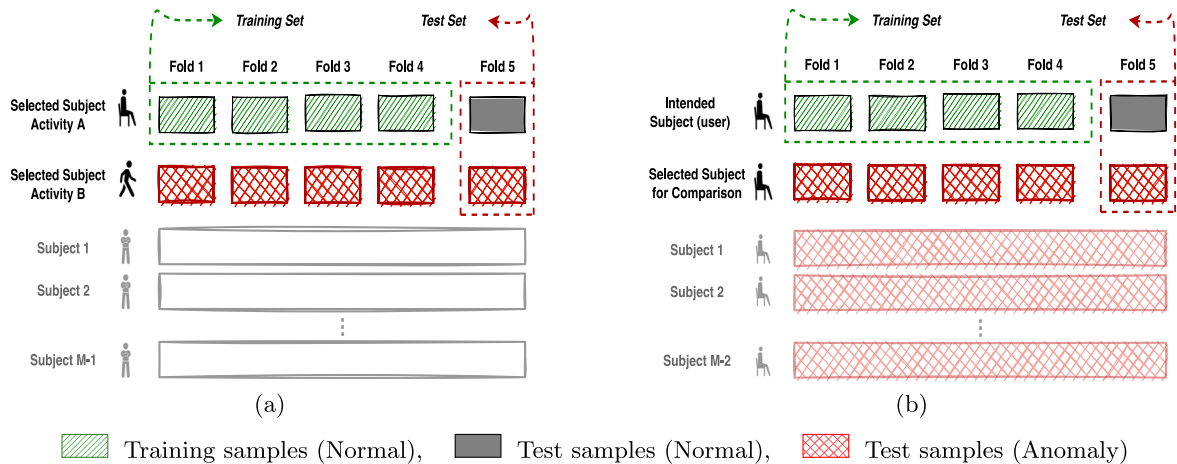 Training Set Test Set
Fold 1 Fold 2 Fold 3 Fold 4 Fold 5
Selected Subject
Activity A
Selected Subject
Activity B
Subject 1
Subject 2
Subject M-1
(a)
Training Set Test Set
Fold 1 Fold 2 Fold 3 Fold 4 Fold 5
Intended
Subject (user)
Selected Subject
for Comparison
Subject 1
Subject 2
Subject M-2
(b)
Training samples (Normal), Test samples (Normal), Test samples (Anomaly)